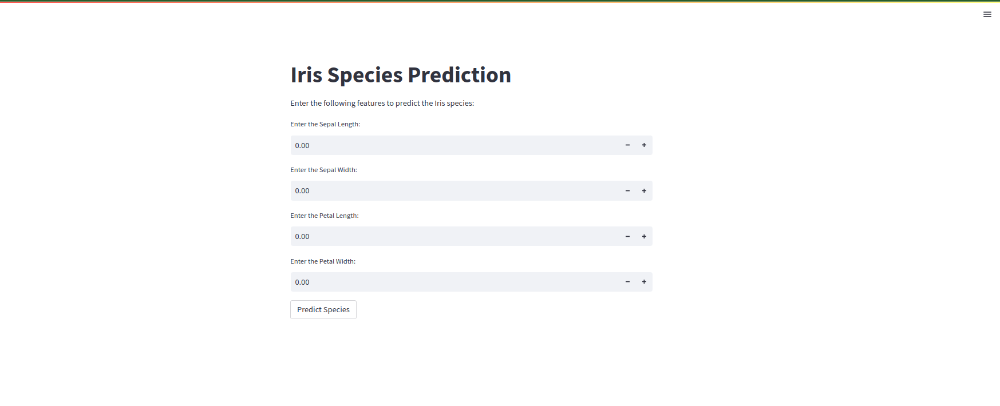 Iris Species Prediction
Enter the following features to predict the Iris species:
Enter the Sepal Length:
0.00
Enter the Sepal Width:
0.00
Enter the Petal Length:
0.00
Enter the Petal Width:
0.00
Predict Species